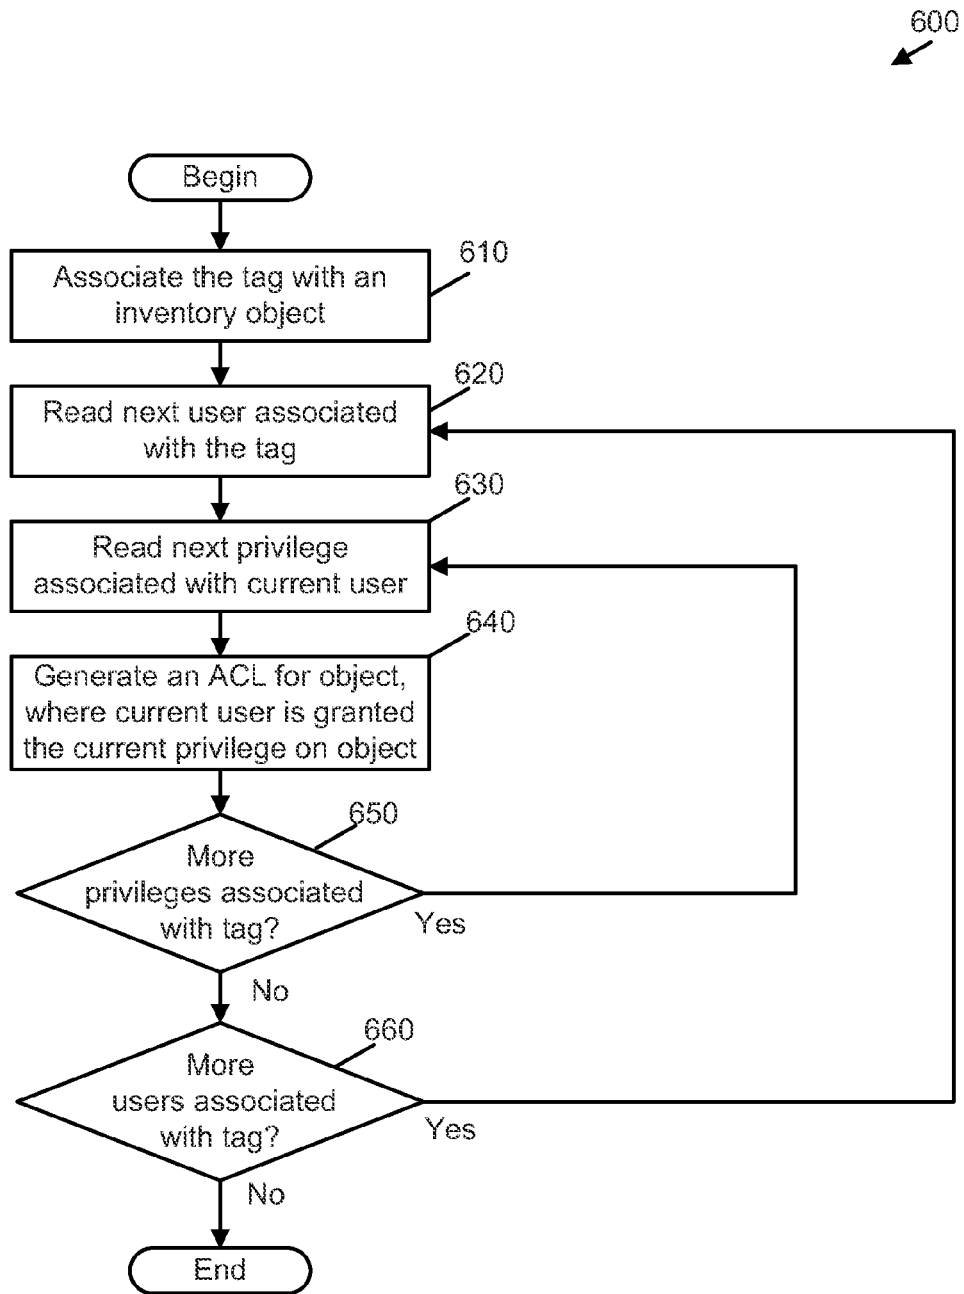 600
Begin
610
Associate the tag with an
inventory object
620
Read next user associated
with the tag
630
Read next privilege
associated with current user
640
Generate an ACL for object,
where current user is granted
the current privilege on object
650
More
privileges associated
with tag?
Yes
No
660
More
users associated
with tag?
Yes
No
End